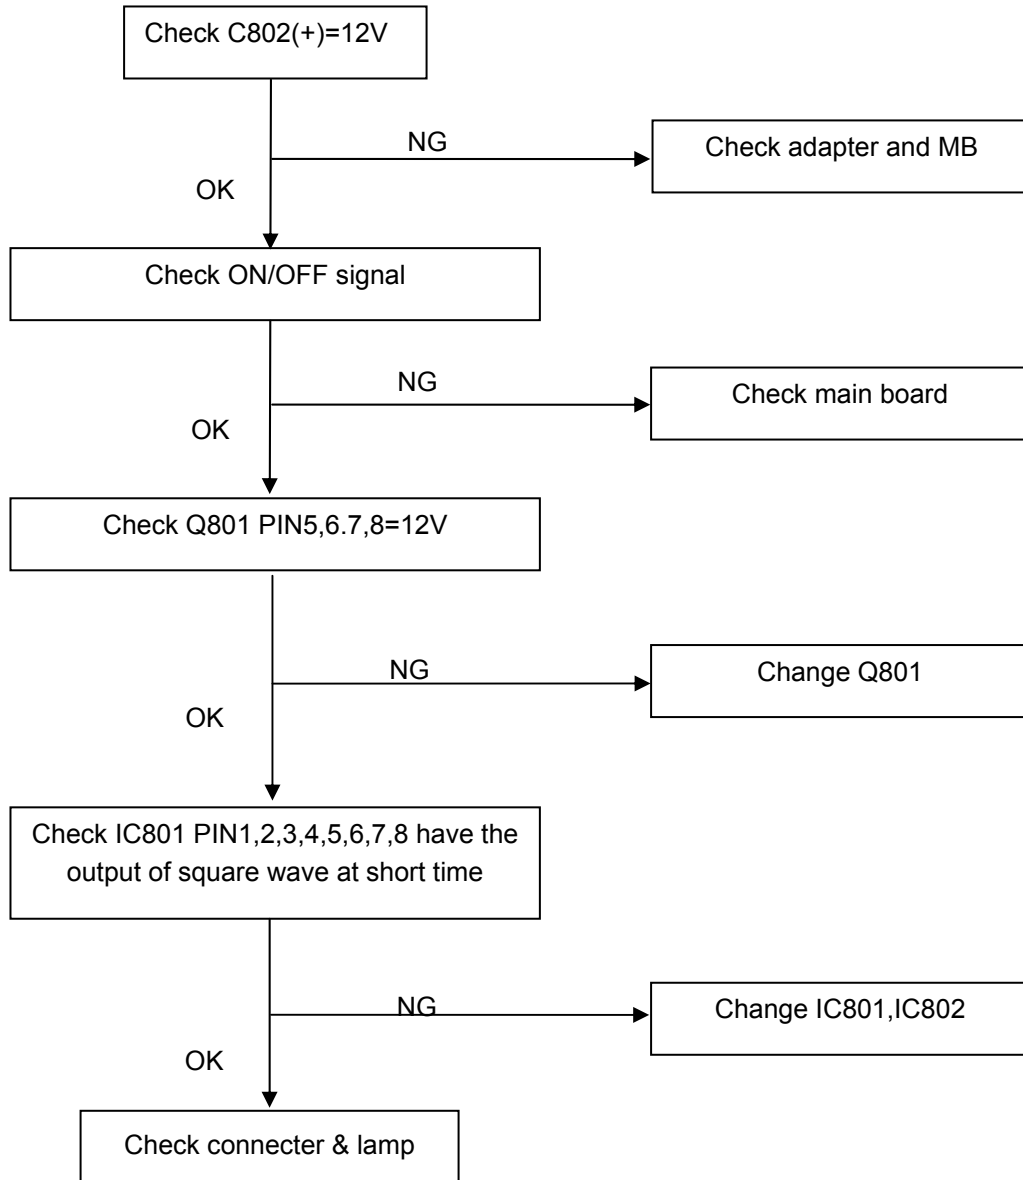 Check C802(+)=12V
NG
Check adapter and MB
OK
Check ON/OFF signal
NG
Check main board
OK
Check Q801 PIN5,6.7,8=12V
NG
Change Q801
OK
Check IC801 PIN1,2,3,4,5,6,7,8 have the
output of square wave at short time
NG
Change IC801,IC802
OK
Check connecter & lamp